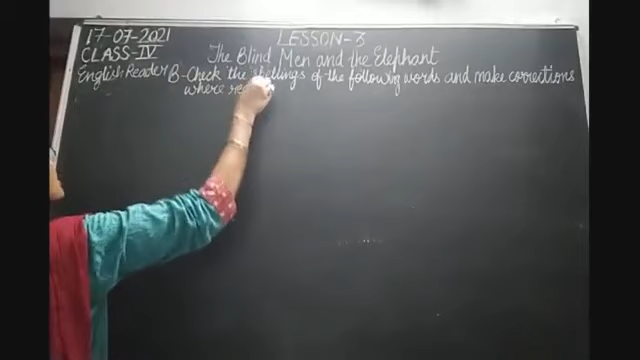 17-07-2021 LESSON-3
CLASS-IV The Blind Men and the Elephant
English Reader B-Check the spellings of the following words and make corrections
where